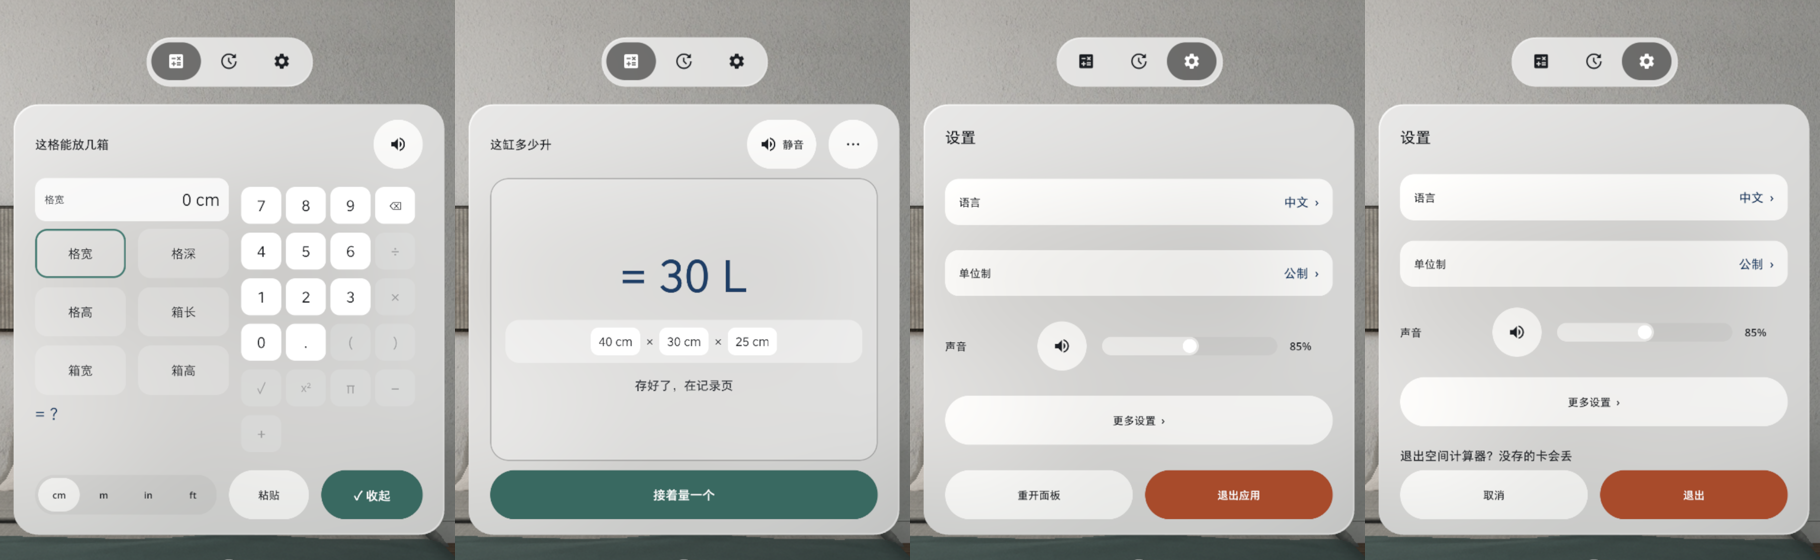 这格能放几箱
格宽 0 cm
7 8 9 ⌫
格宽 格深
4 5 6 ÷
格高 箱长
1 2 3 ×
0 . ( )
箱宽 箱高
√ x² π −
= ?
+
cm m in ft
粘贴
✓ 收起
这缸多少升
静音
...
= 30 L
40 cm × 30 cm × 25 cm
存好了，在记录页
接着量一个
设置
语言 中文 ›
单位制 公制 ›
声音 85%
更多设置 ›
重开面板 退出应用
设置
语言 中文 ›
单位制 公制 ›
声音 85%
更多设置 ›
退出空间计算器？没存的卡会丢
取消 退出